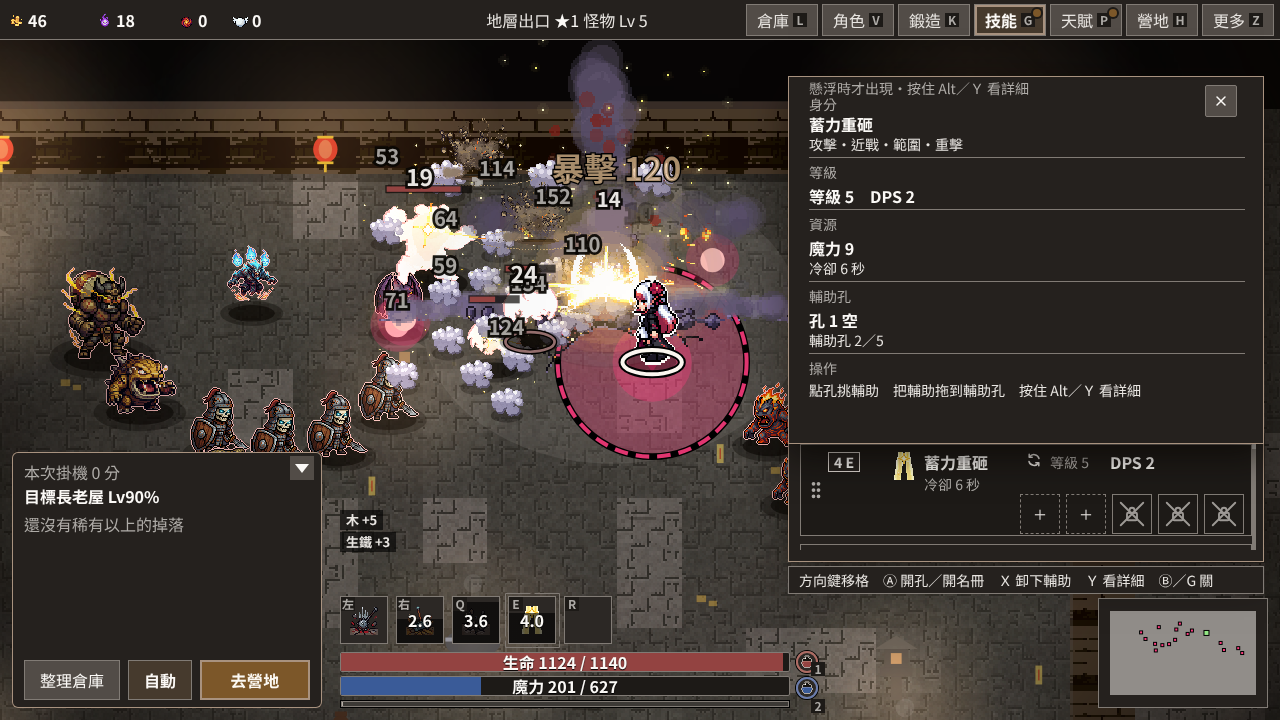 46 18 0 0
地層出口 ★1 怪物 Lv 5
倉庫 L 角色 V 鍛造 K 技能 G 天賦 P 營地 H 更多 Z
懸浮時才出現・按住 Alt／Ｙ 看詳細
身分
蓄力重砸
攻擊・近戰・範圍・重擊
等級
等級 5 DPS 2
資源
魔力 9
冷卻 6 秒
輔助孔
孔 1 空
輔助孔 2／5
操作
點孔挑輔助 把輔助拖到輔助孔 按住 Alt／Ｙ 看詳細
4 E 蓄力重砸 等級 5 DPS 2
冷卻 6 秒
方向鍵移格 Ⓐ 開孔／開名冊 Ｘ 卸下輔助 Ｙ 看詳細 Ⓑ／G 關
53
19
114
暴擊 120
152
14
64
110
59
24
71
124
本次掛機 0 分
目標長老屋 Lv90%
還沒有稀有以上的掉落
整理倉庫 自動 去營地
木 +5
生鐵 +3
左 右 2.6 Q 3.6 E 4.0 R
生命 1124 / 1140
1
魔力 201 / 627
2